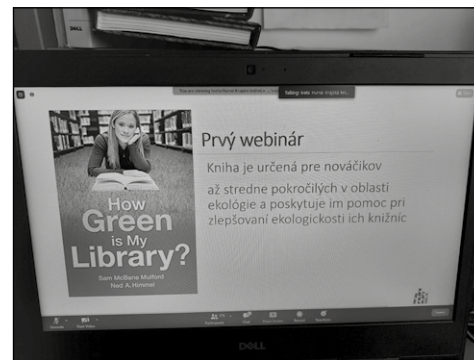 DELL
Prvý webinár
Kniha je určená pre nováčikov
až stredne pokročilých v oblasti
ekológie a poskytuje im pomoc pri
zlepšovaní ekologickosti ich knižníc
How
Green
is My
Library?
Sam McBane Mulford
Ned A. Himmel
DELL